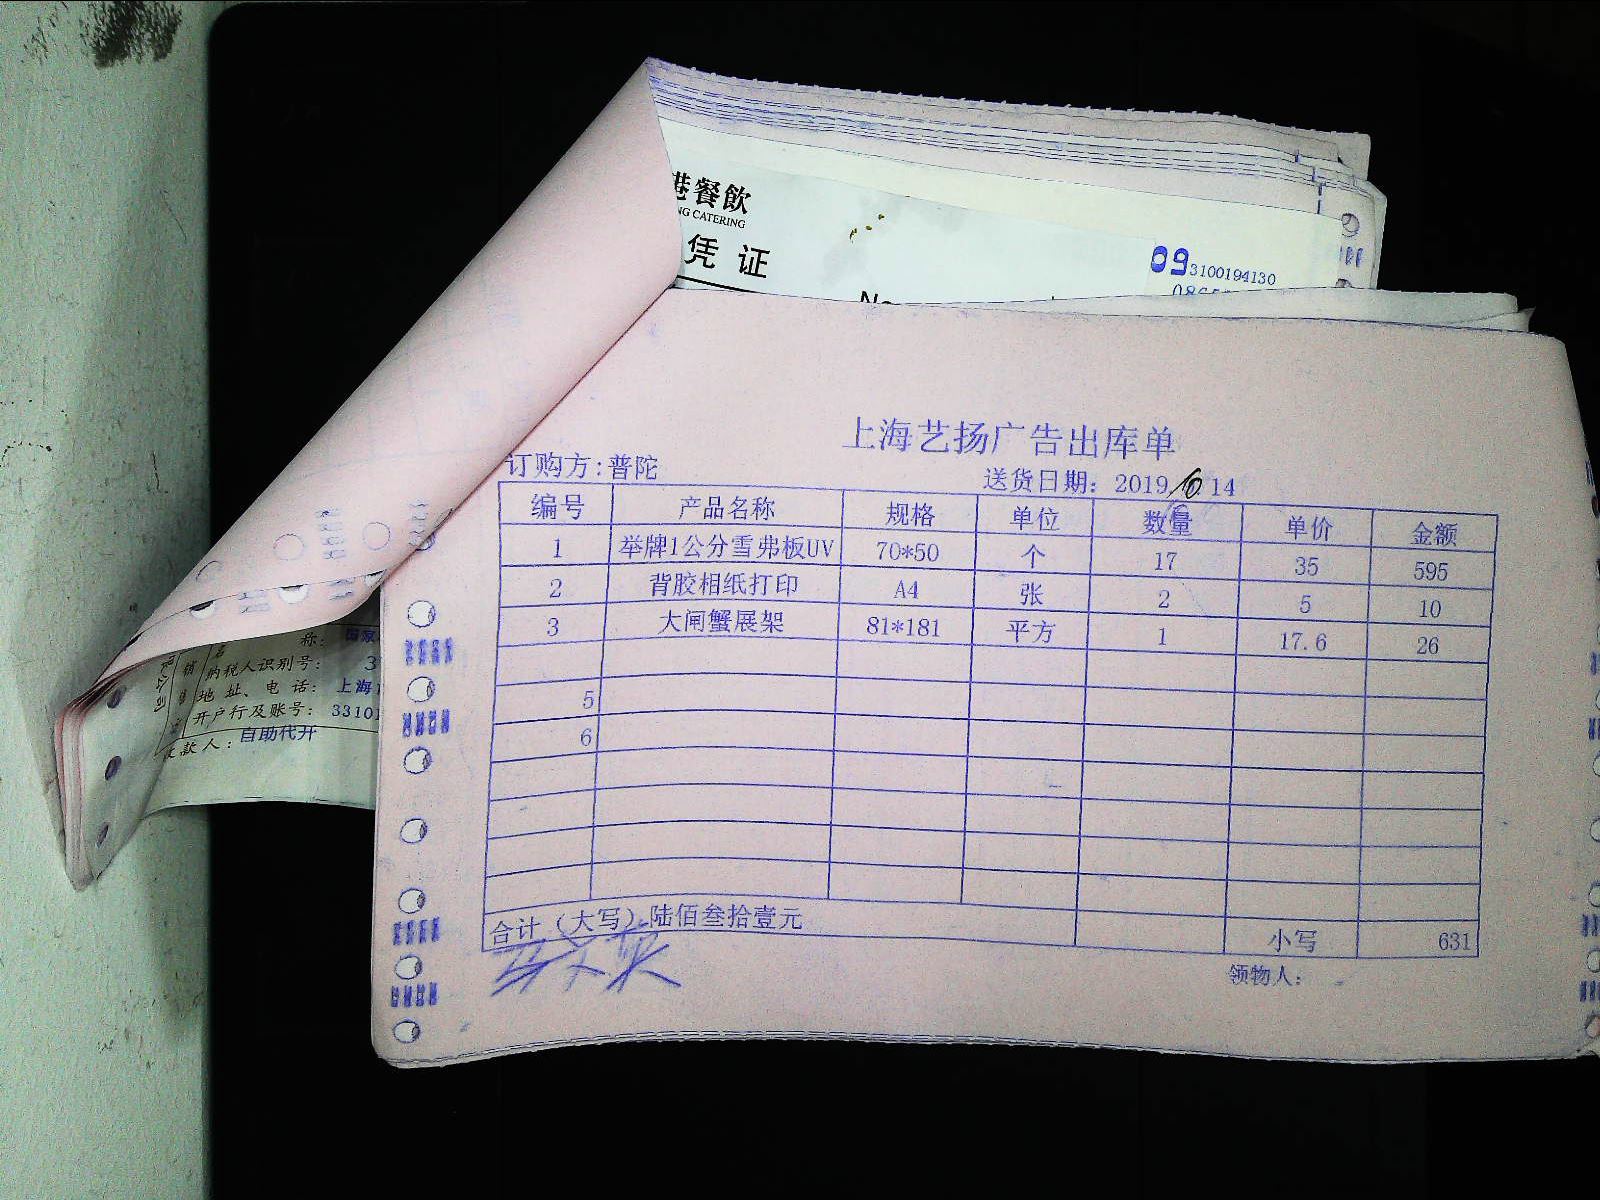 港餐飲
NG CATERING
凭证
No
09 3100194130
上海艺扬广告出库单
订购方:普陀 送货日期: 2019.10.14
编号 产品名称 规格 单位 数量 单价 金额
1 举牌1公分雪弗板UV 70*50 个 17 35 595
2 背胶相纸打印 A4 张 2 5 10
3 大闸蟹展架 81*181 平方 1 17.6 26
5
6
合计（大写）:陆佰叁拾壹元 小写 631
领物人:
称:
纳税人识别号: 3
地址、电话: 上海
开户行及账号: 33101
收款人: 自助代开